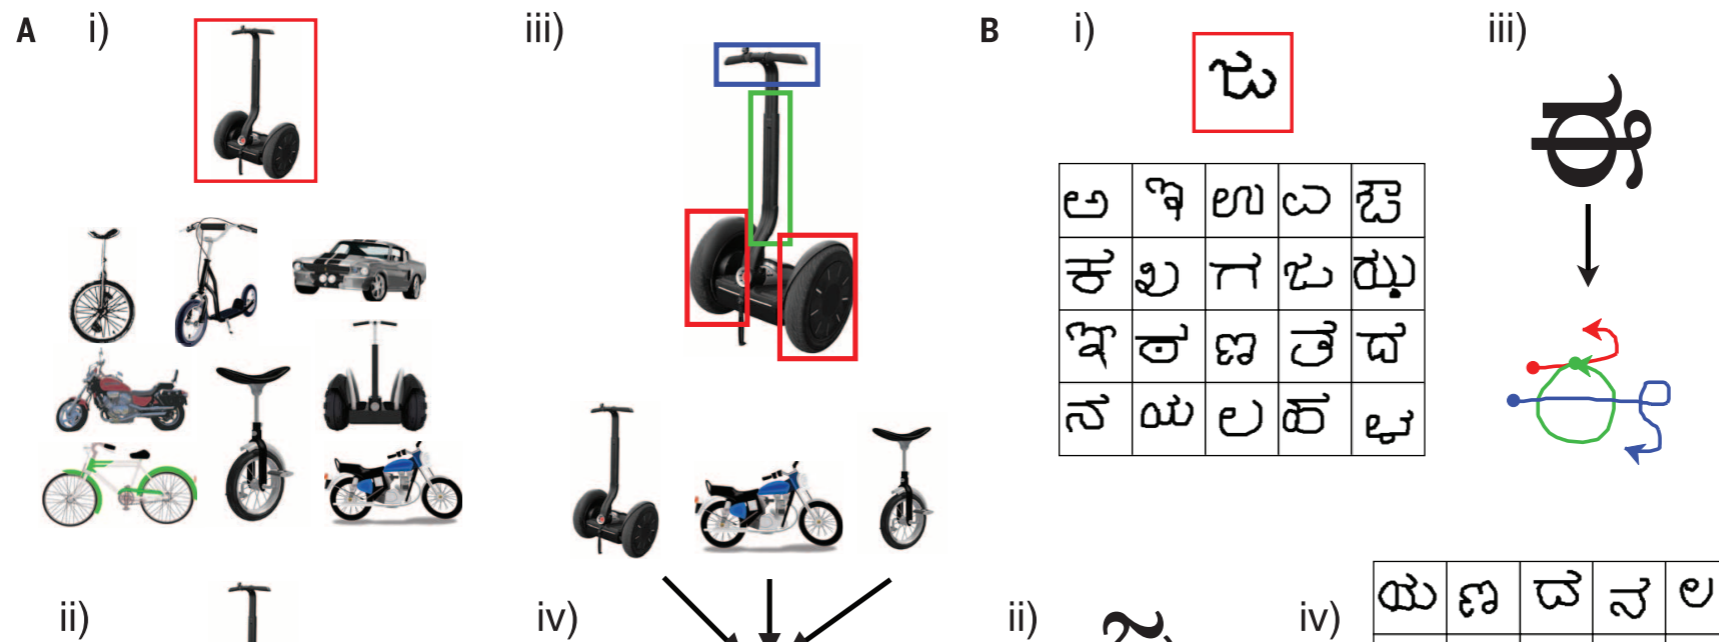 A i) iii) B i) iii)
ಜ
ಅ ಇ ಉ ಎ ಔ
ಕ ಖ ಗ ಜ ಝ
ಞ ಠ ಣ ತ ದ
ನ ಯ ಲ ಹ ಳ
ii) iv) ii) iv)
ಯ ಣ ದ ನ ಲ